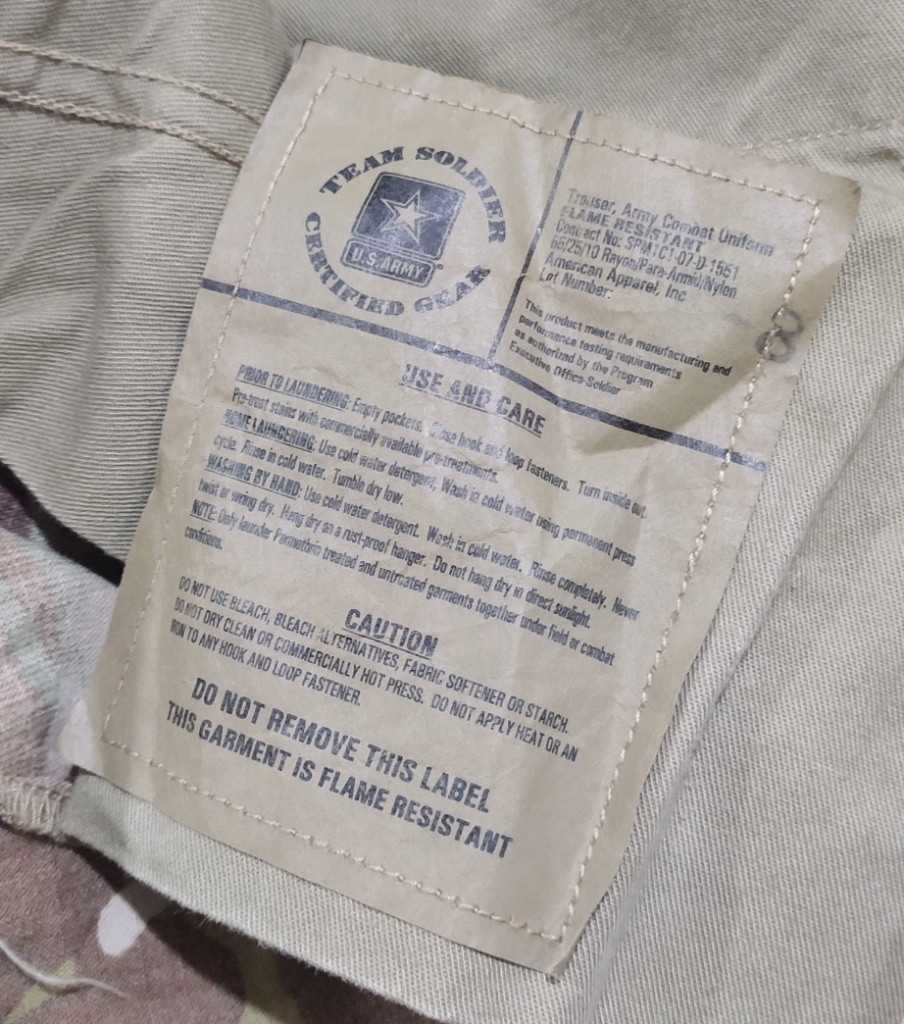 TEAM SOLDIER
U.S. ARMY
CERTIFIED GEAR
Trouser, Army Combat Uniform
FLAME RESISTANT
Contact No: SPM1C1-07-D-1551
65/25/10 Rayon/Para-Armid/Nylon
American Apparel, Inc
Lot Number:
8
This product meets the manufacturing and
performance testing requirements
as authorized by the Program
Executive Office-Soldier
USE AND CARE
PRIOR TO LAUNDERING: Empty pockets. Close hook and loop fasteners. Turn inside out.
Pre-treat stains with commercially available pre-treatments.
HOME LAUNDERING: Use cold water detergent, Wash in cold water using permanent press
cycle. Rinse in cold water. Tumble dry low.
WASHING BY HAND: Use cold water detergent. Wash in cold water. Rinse completely. Never
twist or wring dry. Hang dry on a rust-proof hanger. Do not hang dry in direct sunlight.
NOTE: Only launder Permethrin treated and untreated garments together under field or combat
conditions.
CAUTION
DO NOT USE BLEACH, BLEACH ALTERNATIVES, FABRIC SOFTENER OR STARCH.
DO NOT DRY CLEAN OR COMMERCIALLY HOT PRESS. DO NOT APPLY HEAT OR AN
IRON TO ANY HOOK AND LOOP FASTENER.
DO NOT REMOVE THIS LABEL
THIS GARMENT IS FLAME RESISTANT